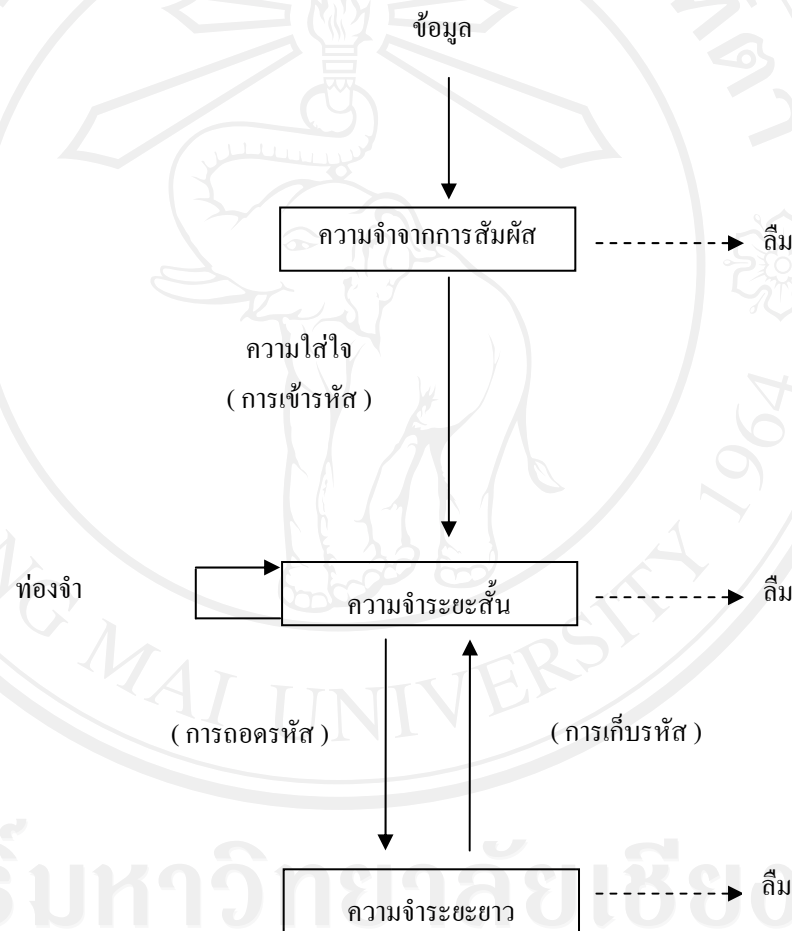 ข้อมูล
ความจำจากการสัมผัส
ลืม
ความใส่ใจ
( การเข้ารหัส )
ท่องจำ
ความจำระยะสั้น
ลืม
( การถอดรหัส )
( การเก็บรหัส )
ความจำระยะยาว
ลืม
MAI UNIVERSITY 1964